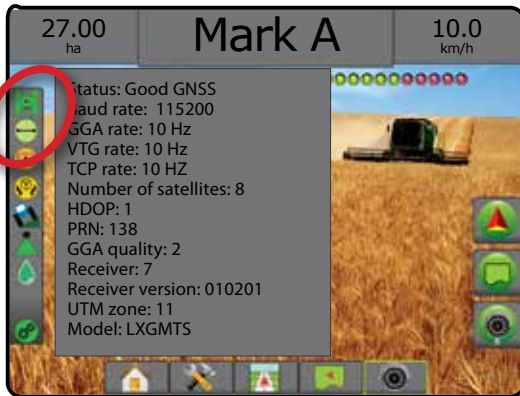 27.00
ha
Mark A
10.0
km/h
Status: Good GNSS
Baud rate: 115200
GGA rate: 10 Hz
VTG rate: 10 Hz
TCP rate: 10 HZ
Number of satellites: 8
HDOP: 1
PRN: 138
GGA quality: 2
Receiver: 7
Receiver version: 010201
UTM zone: 11
Model: LXGMTS